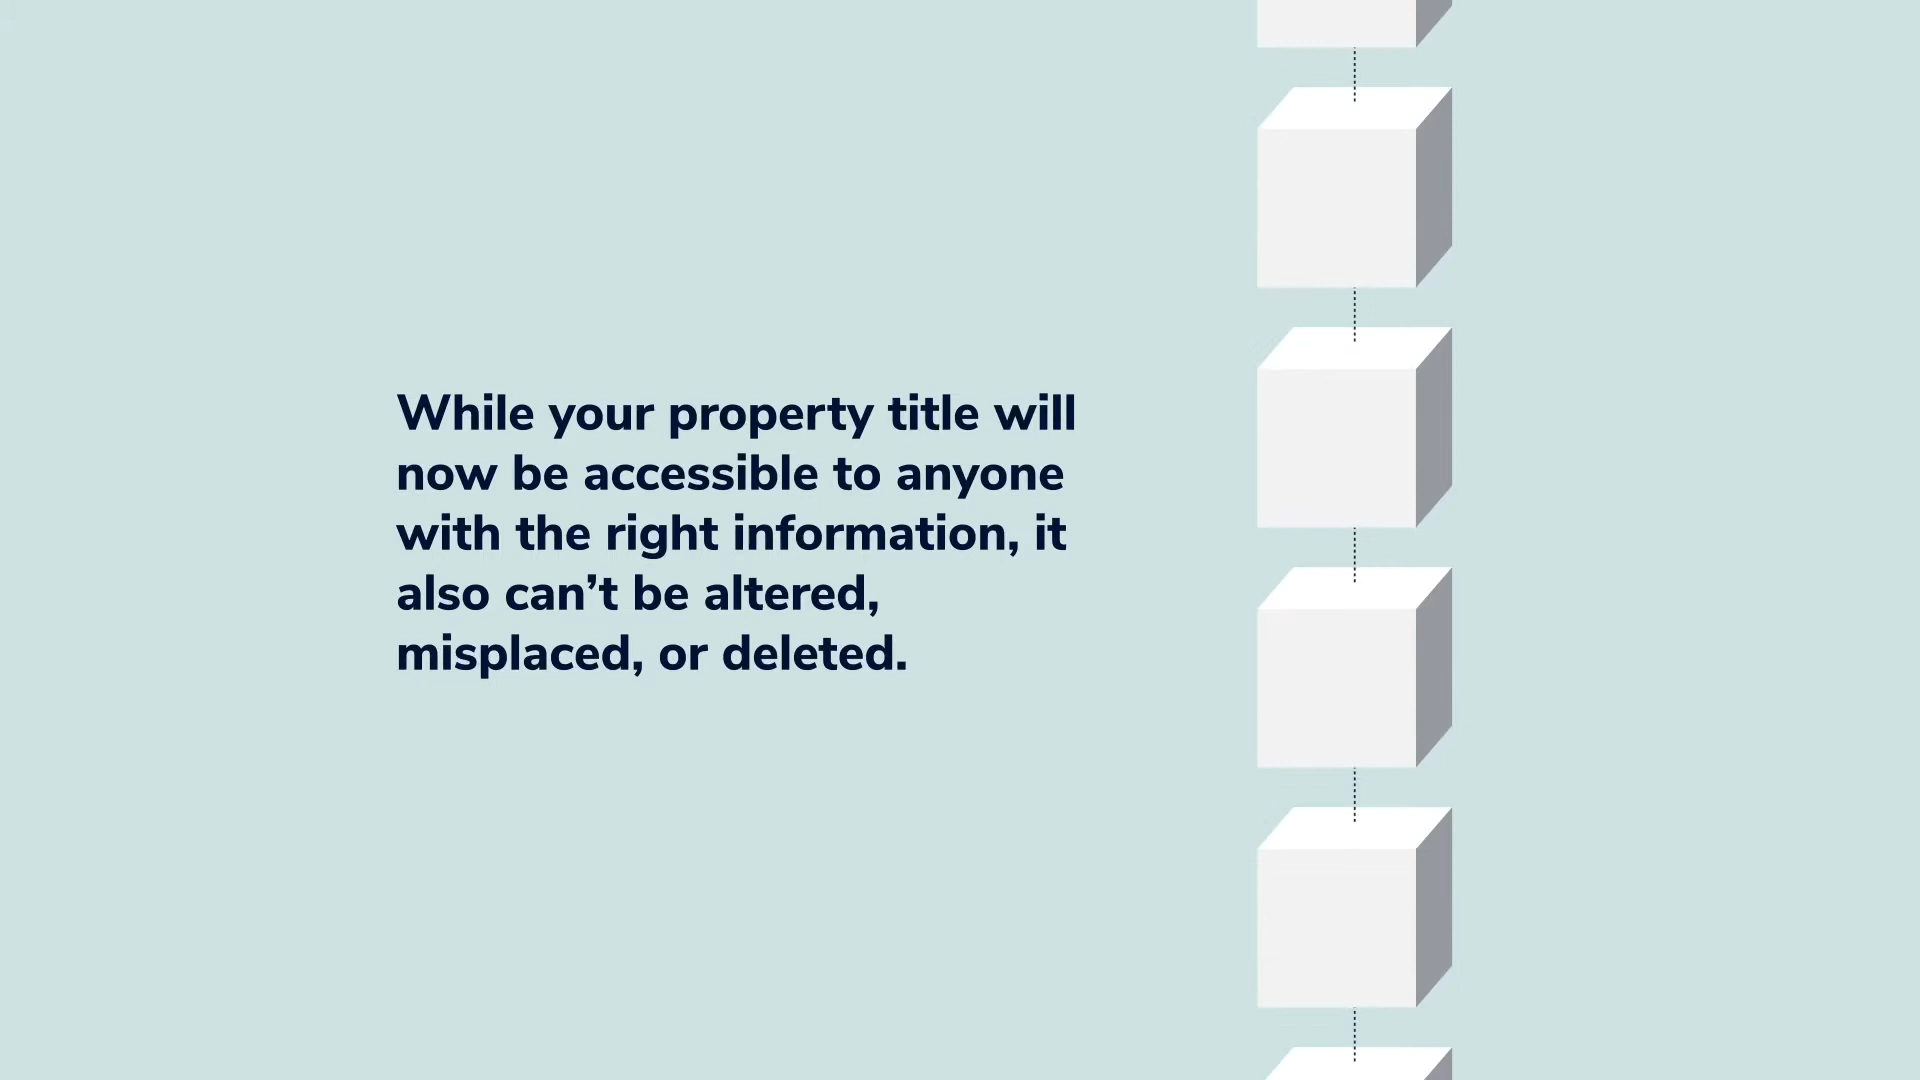 While your property title will
now be accessible to anyone
with the right information, it
also can’t be altered,
misplaced, or deleted.